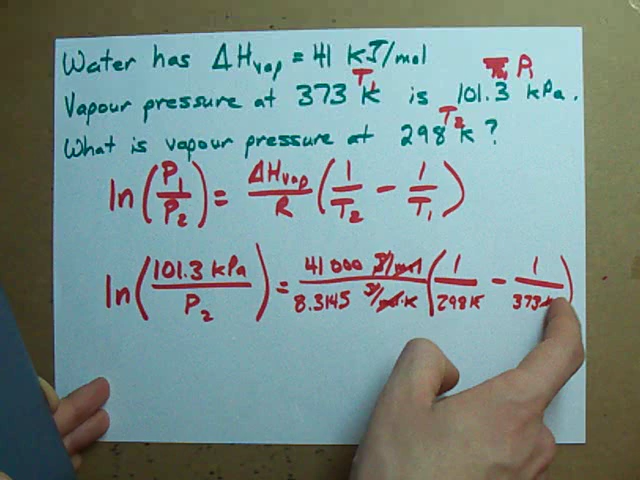 Water has ΔHvap = 41 kJ/mol
T1 P1
Vapour pressure at 373 K is 101.3 kPa.
T2
What is vapour pressure at 298 K ?
ln(P1/P2) = ΔHvap/R (1/T2 − 1/T1)
ln(101.3 kPa/P2) = 41 000 J/mol / 8.3145 J/mol·K (1/298K − 1/373K)